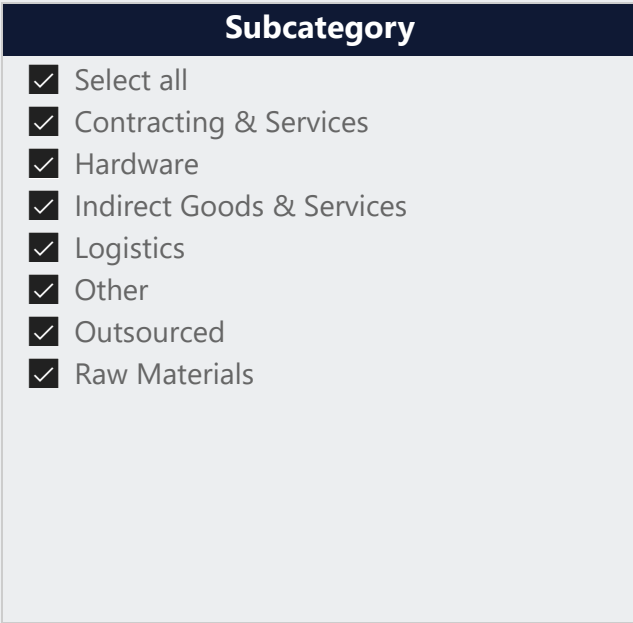 Subcategory
Select all
Contracting & Services
Hardware
Indirect Goods & Services
Logistics
Other
Outsourced
Raw Materials